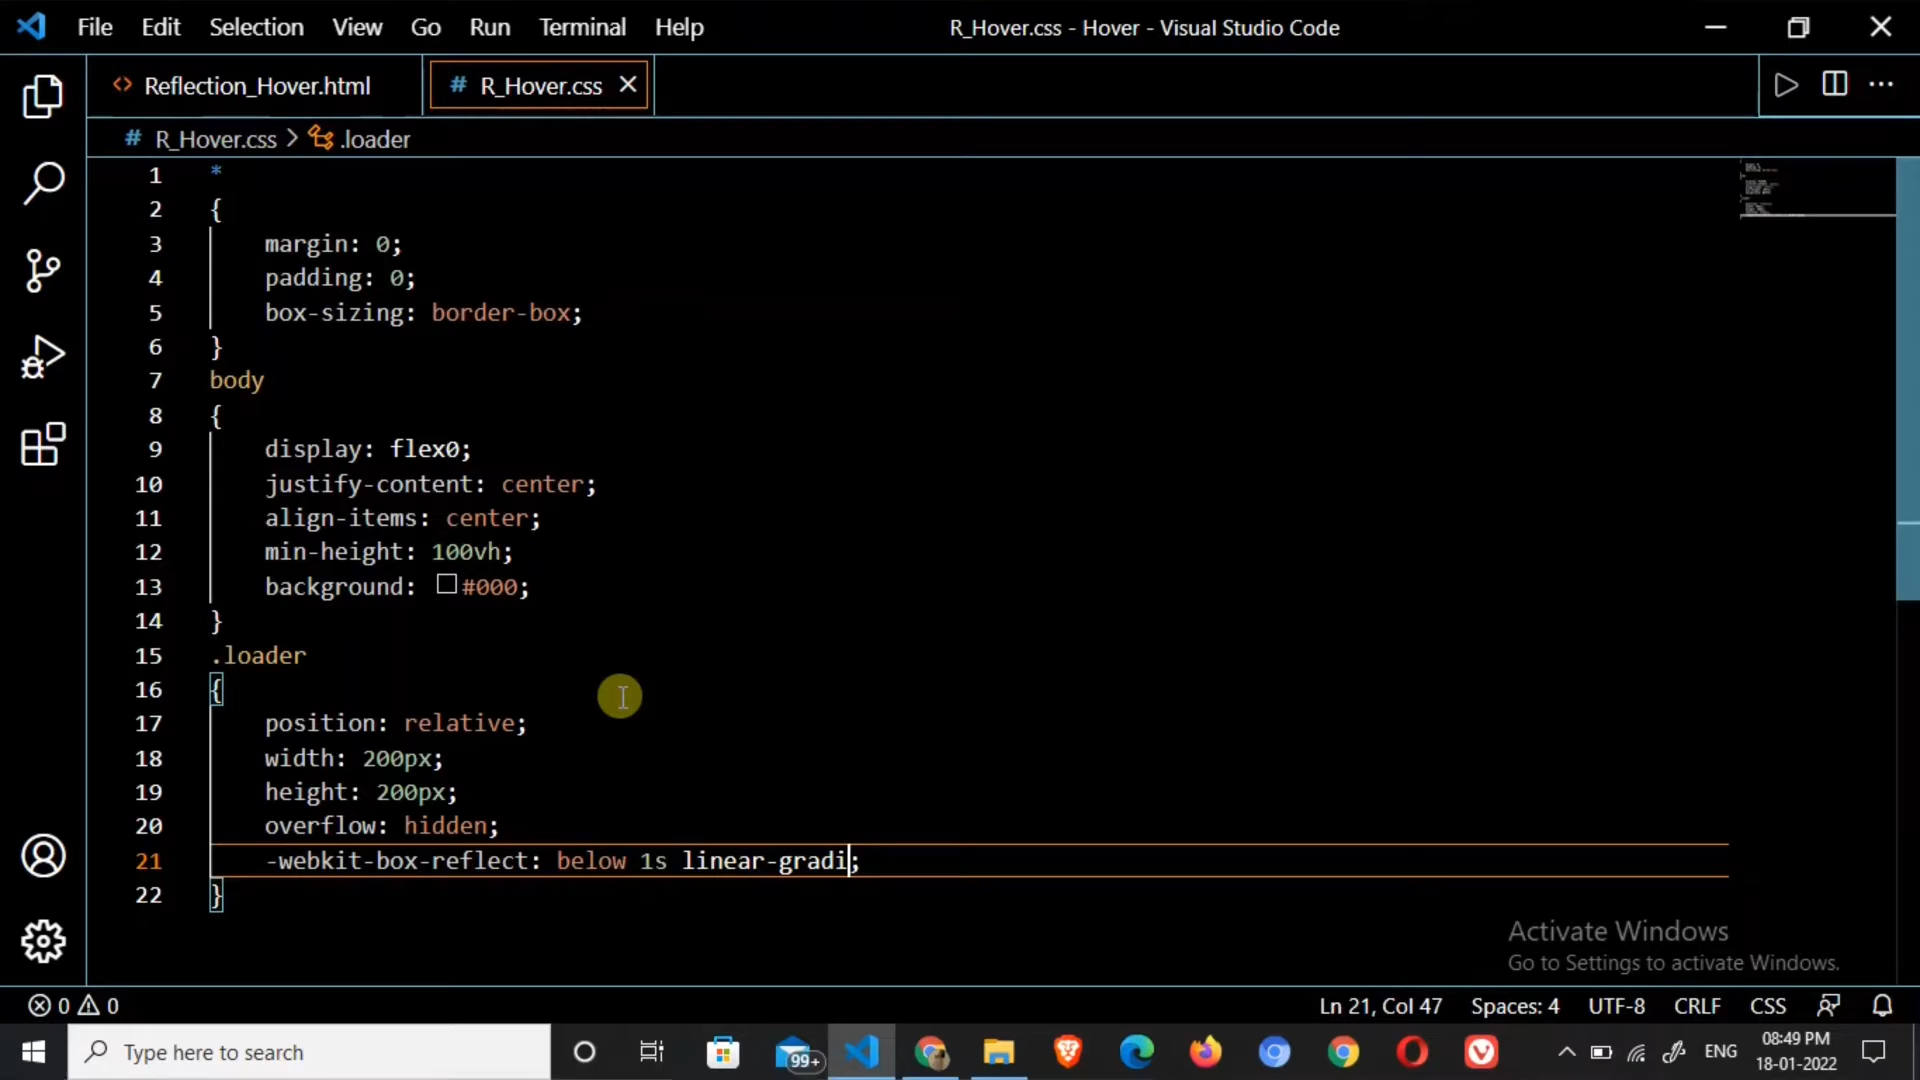 File Edit Selection View Go Run Terminal Help R_Hover.css - Hover - Visual Studio Code
<> Reflection_Hover.html # R_Hover.css ×
# R_Hover.css > .loader
1 *
2 {
3 margin: 0;
4 padding: 0;
5 box-sizing: border-box;
6 }
7 body
8 {
9 display: flex0;
10 justify-content: center;
11 align-items: center;
12 min-height: 100vh;
13 background: #000;
14 }
15 .loader
16 {
17 position: relative;
18 width: 200px;
19 height: 200px;
20 overflow: hidden;
21 -webkit-box-reflect: below 1s linear-gradi;
22 }
Activate Windows
Go to Settings to activate Windows.
0 0 Ln 21, Col 47 Spaces: 4 UTF-8 CRLF CSS
Type here to search 99+ ENG 08:49 PM
18-01-2022